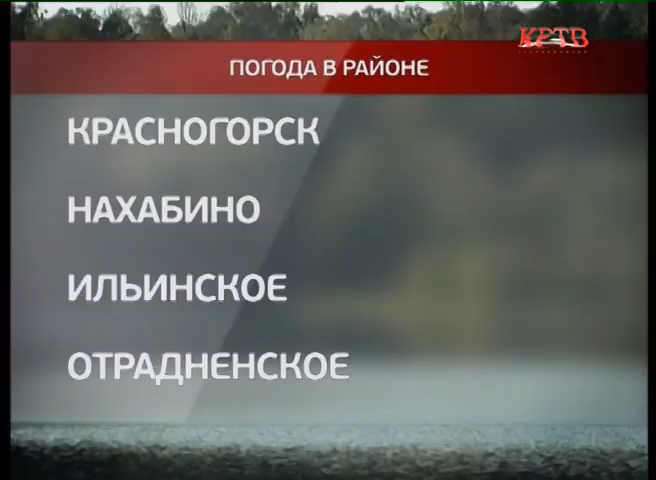 КРТВ
ПОГОДА В РАЙОНЕ
КРАСНОГОРСК
НАХАБИНО
ИЛЬИНСКОЕ
ОТРАДНЕНСКОЕ